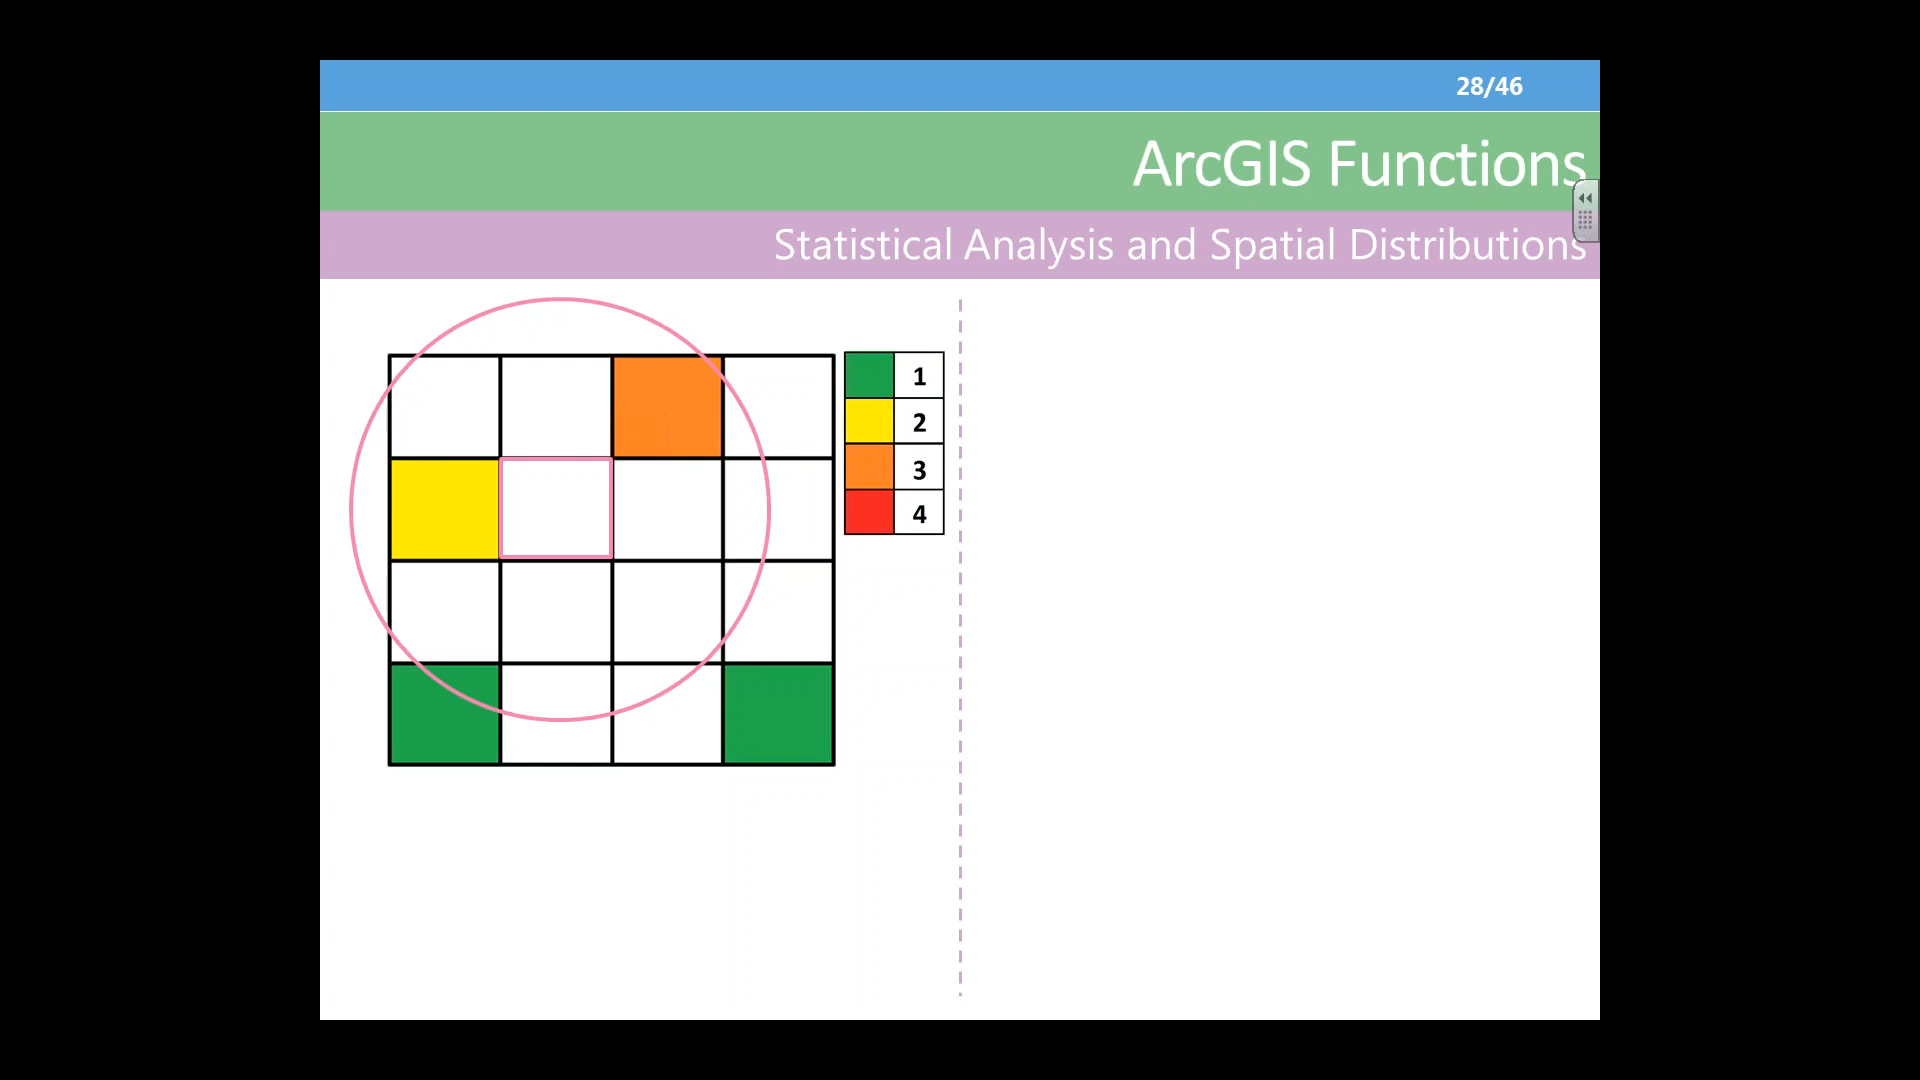 28/46
ArcGIS Functions
Statistical Analysis and Spatial Distributions
1
2
3
4